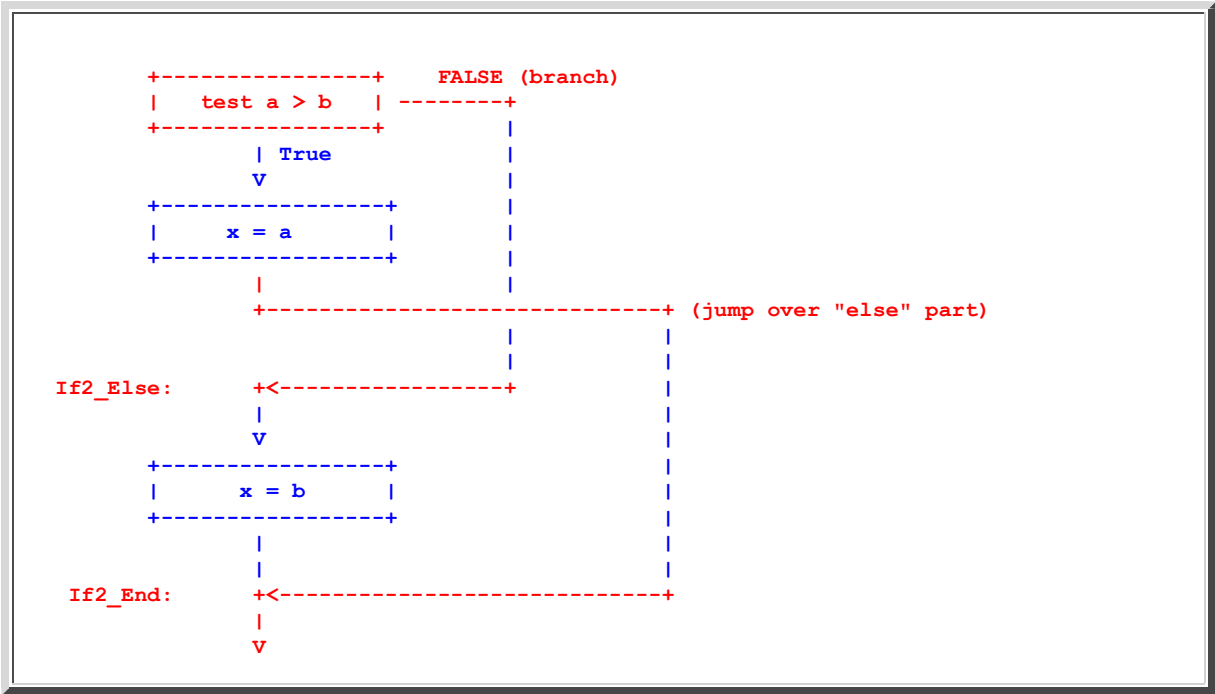 FALSE (branch)
test a > b
True
V
x = a
(jump over "else" part)
If2_Else:
V
x = b
If2_End:
V